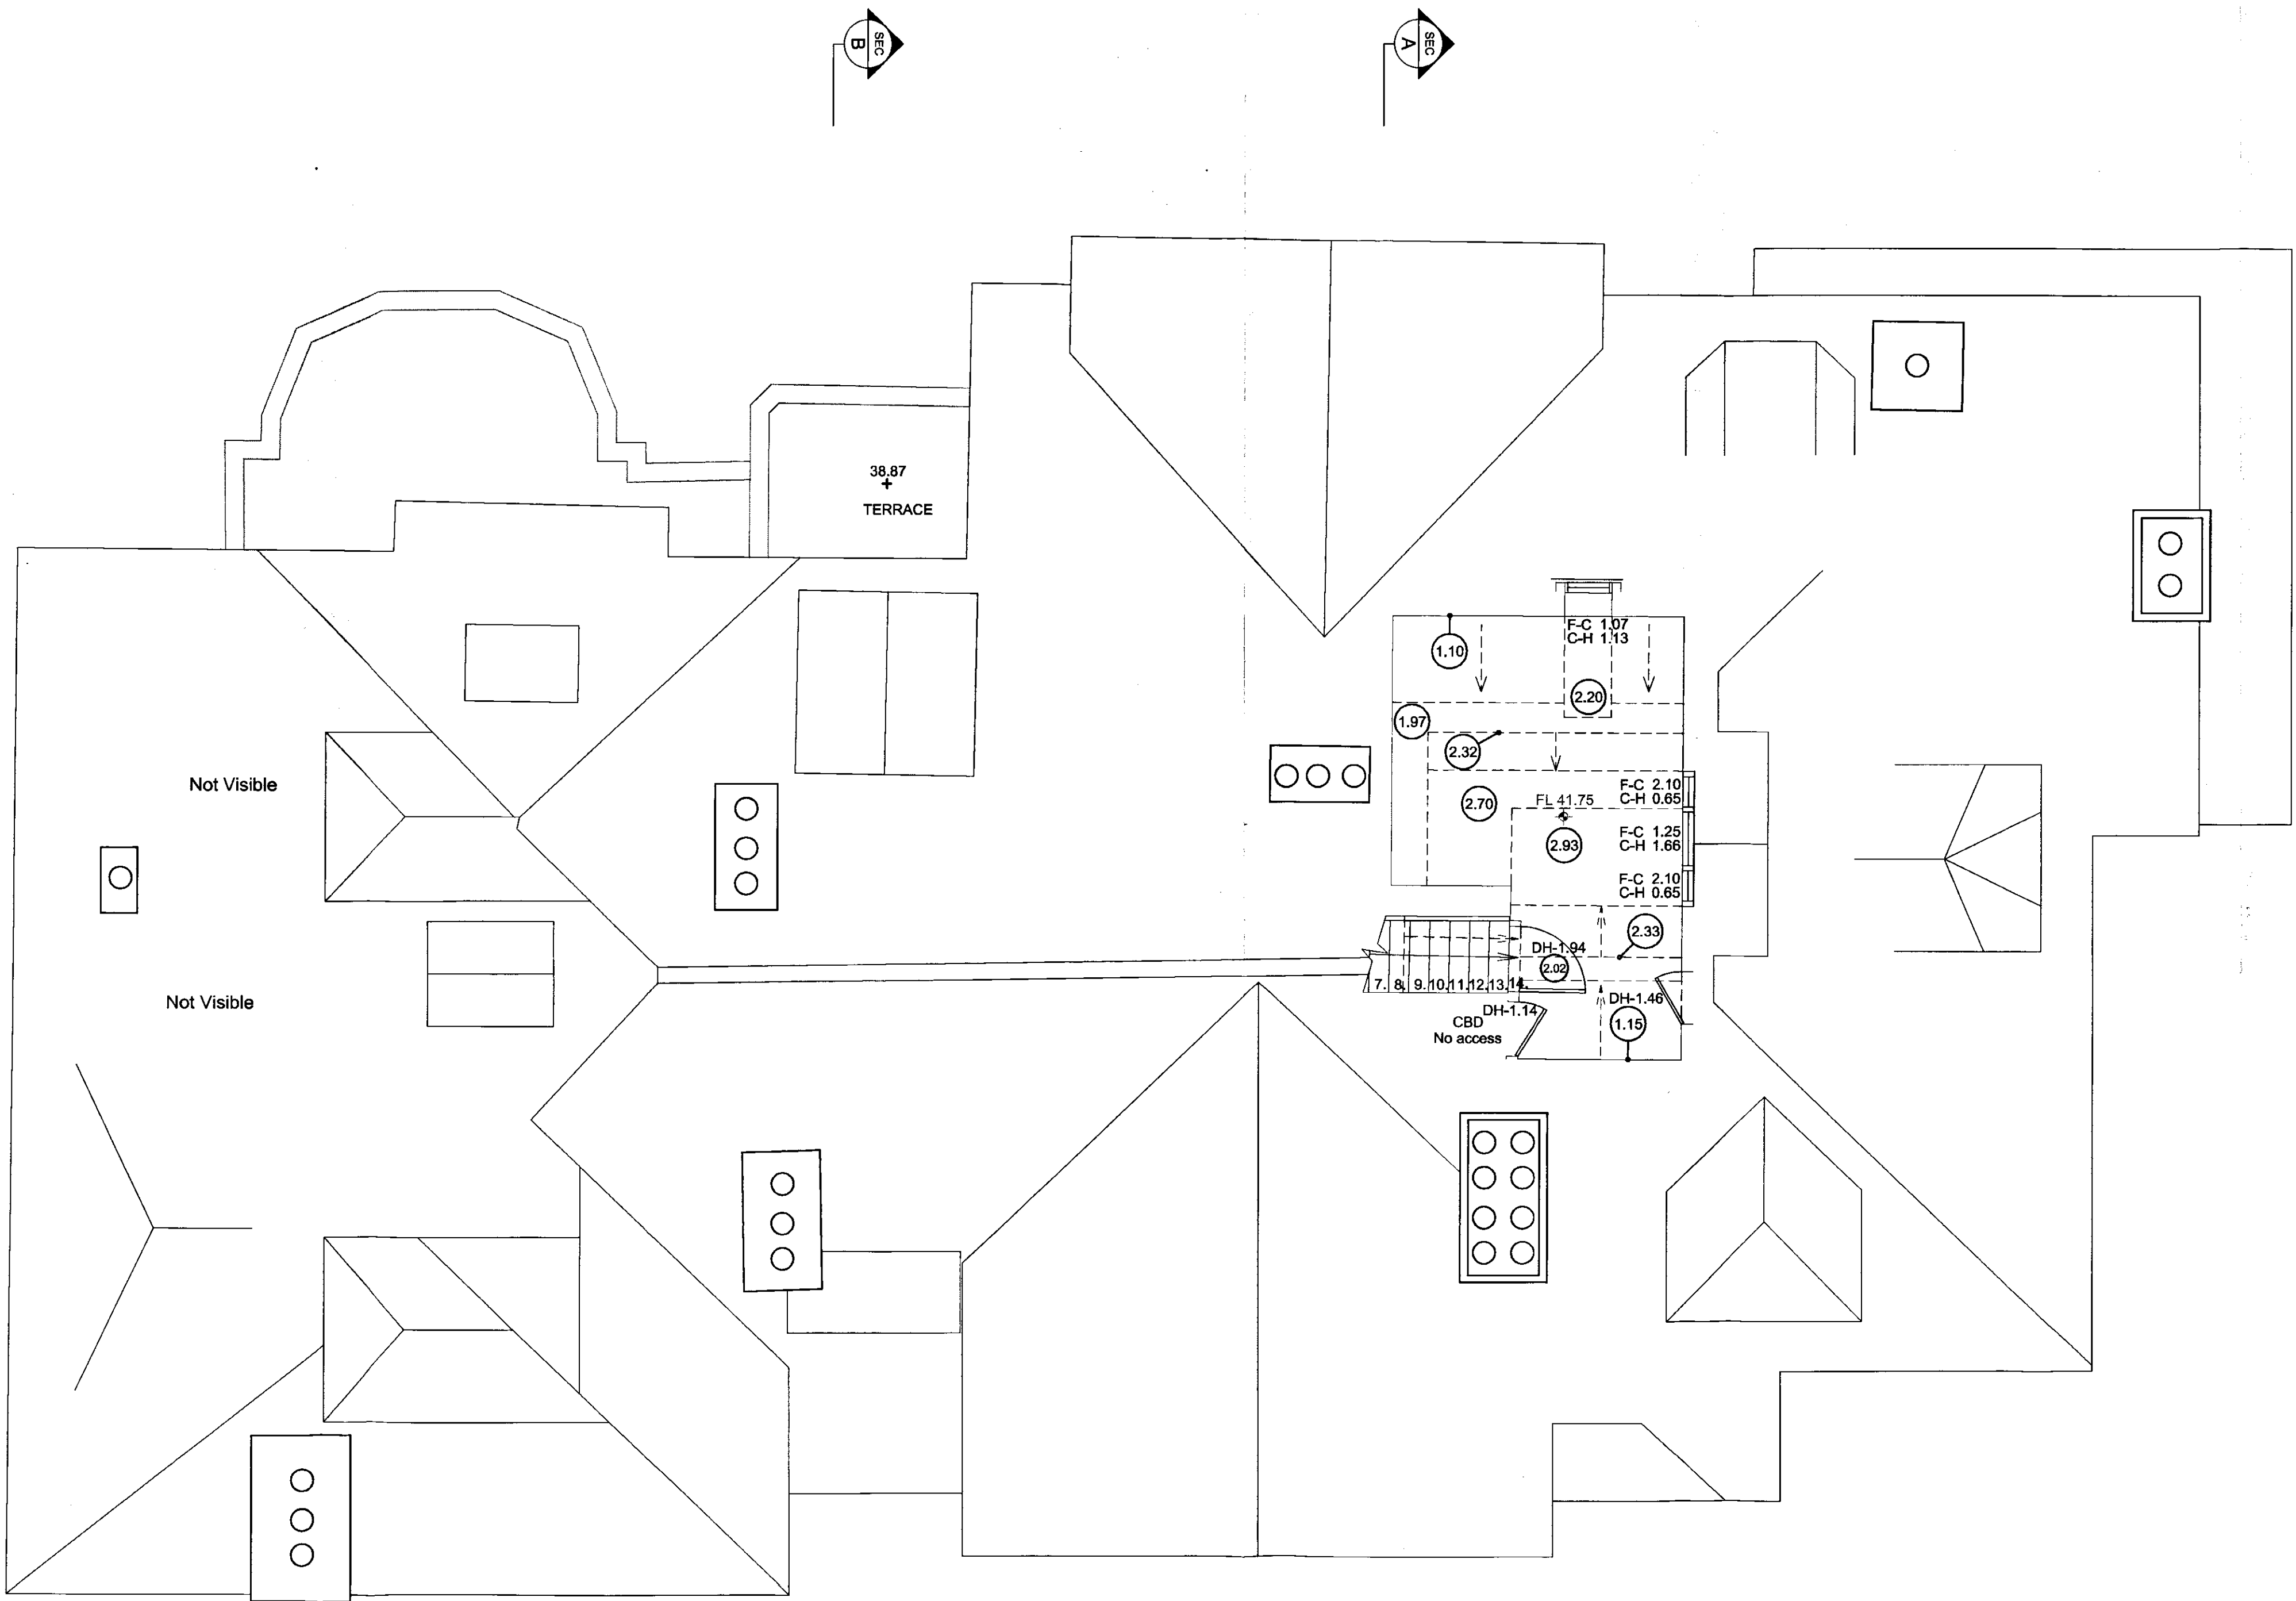 SEC
B
SEC
A
38.87
TERRACE
F-C 1.07
C-H 1.13
1.10
2.20
1.97
2.32
Not Visible
F-C 2.10
C-H 0.65
2.70
FL 41.75
F-C 1.25
C-H 1.66
2.93
F-C 2.10
C-H 0.65
2.33
DH-1.94
2.02
7. 8. 9. 10. 11. 12. 13. 14.
Not Visible
DH-1.46
DH-1.14
CBD
No access
1.15